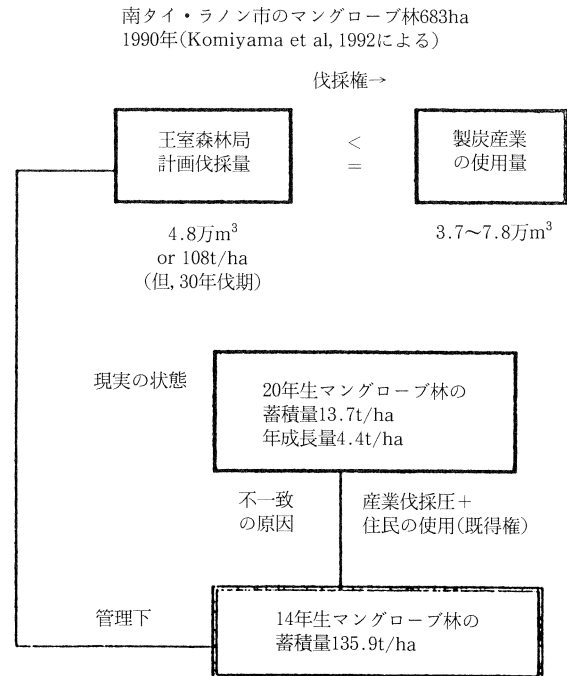 南タイ・ラノン市のマングローブ林683ha
1990年(Komiyama et al, 1992による)
伐採権→
王室森林局
計画伐採量
<
=
製炭産業
の使用量
4.8万m³
or 108t/ha
(但, 30年伐期)
3.7〜7.8万m³
現実の状態
20年生マングローブ林の
蓄積量13.7t/ha
年成長量4.4t/ha
不一致
の原因
産業伐採圧＋
住民の使用(既得権)
管理下
14年生マングローブ林の
蓄積量135.9t/ha